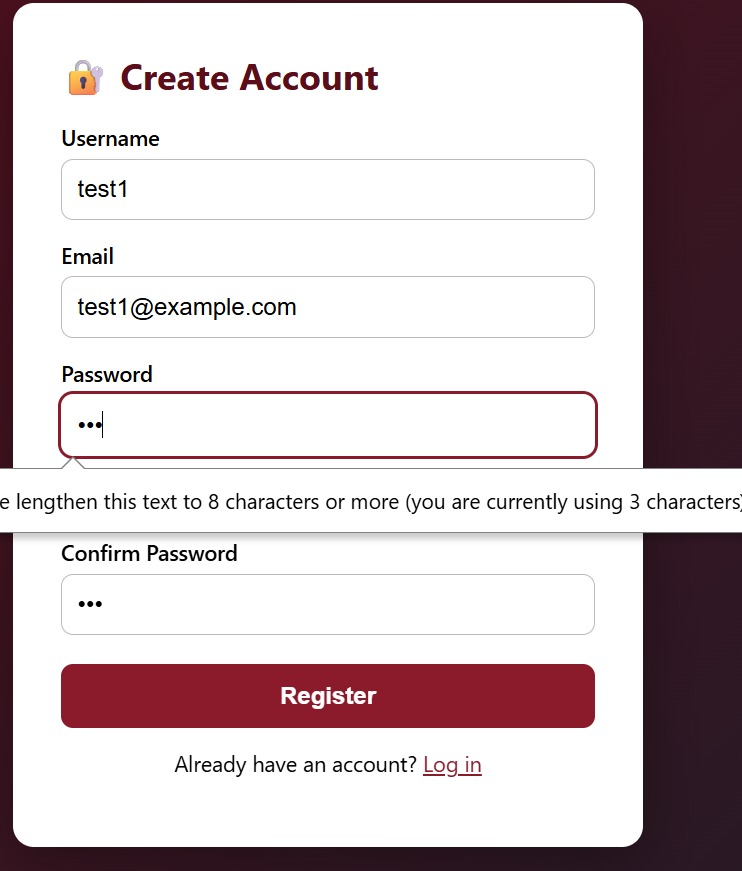 Create Account
Username
test1
Email
test1@example.com
Password
•••
e lengthen this text to 8 characters or more (you are currently using 3 characters)
Confirm Password
•••
Register
Already have an account? Log in